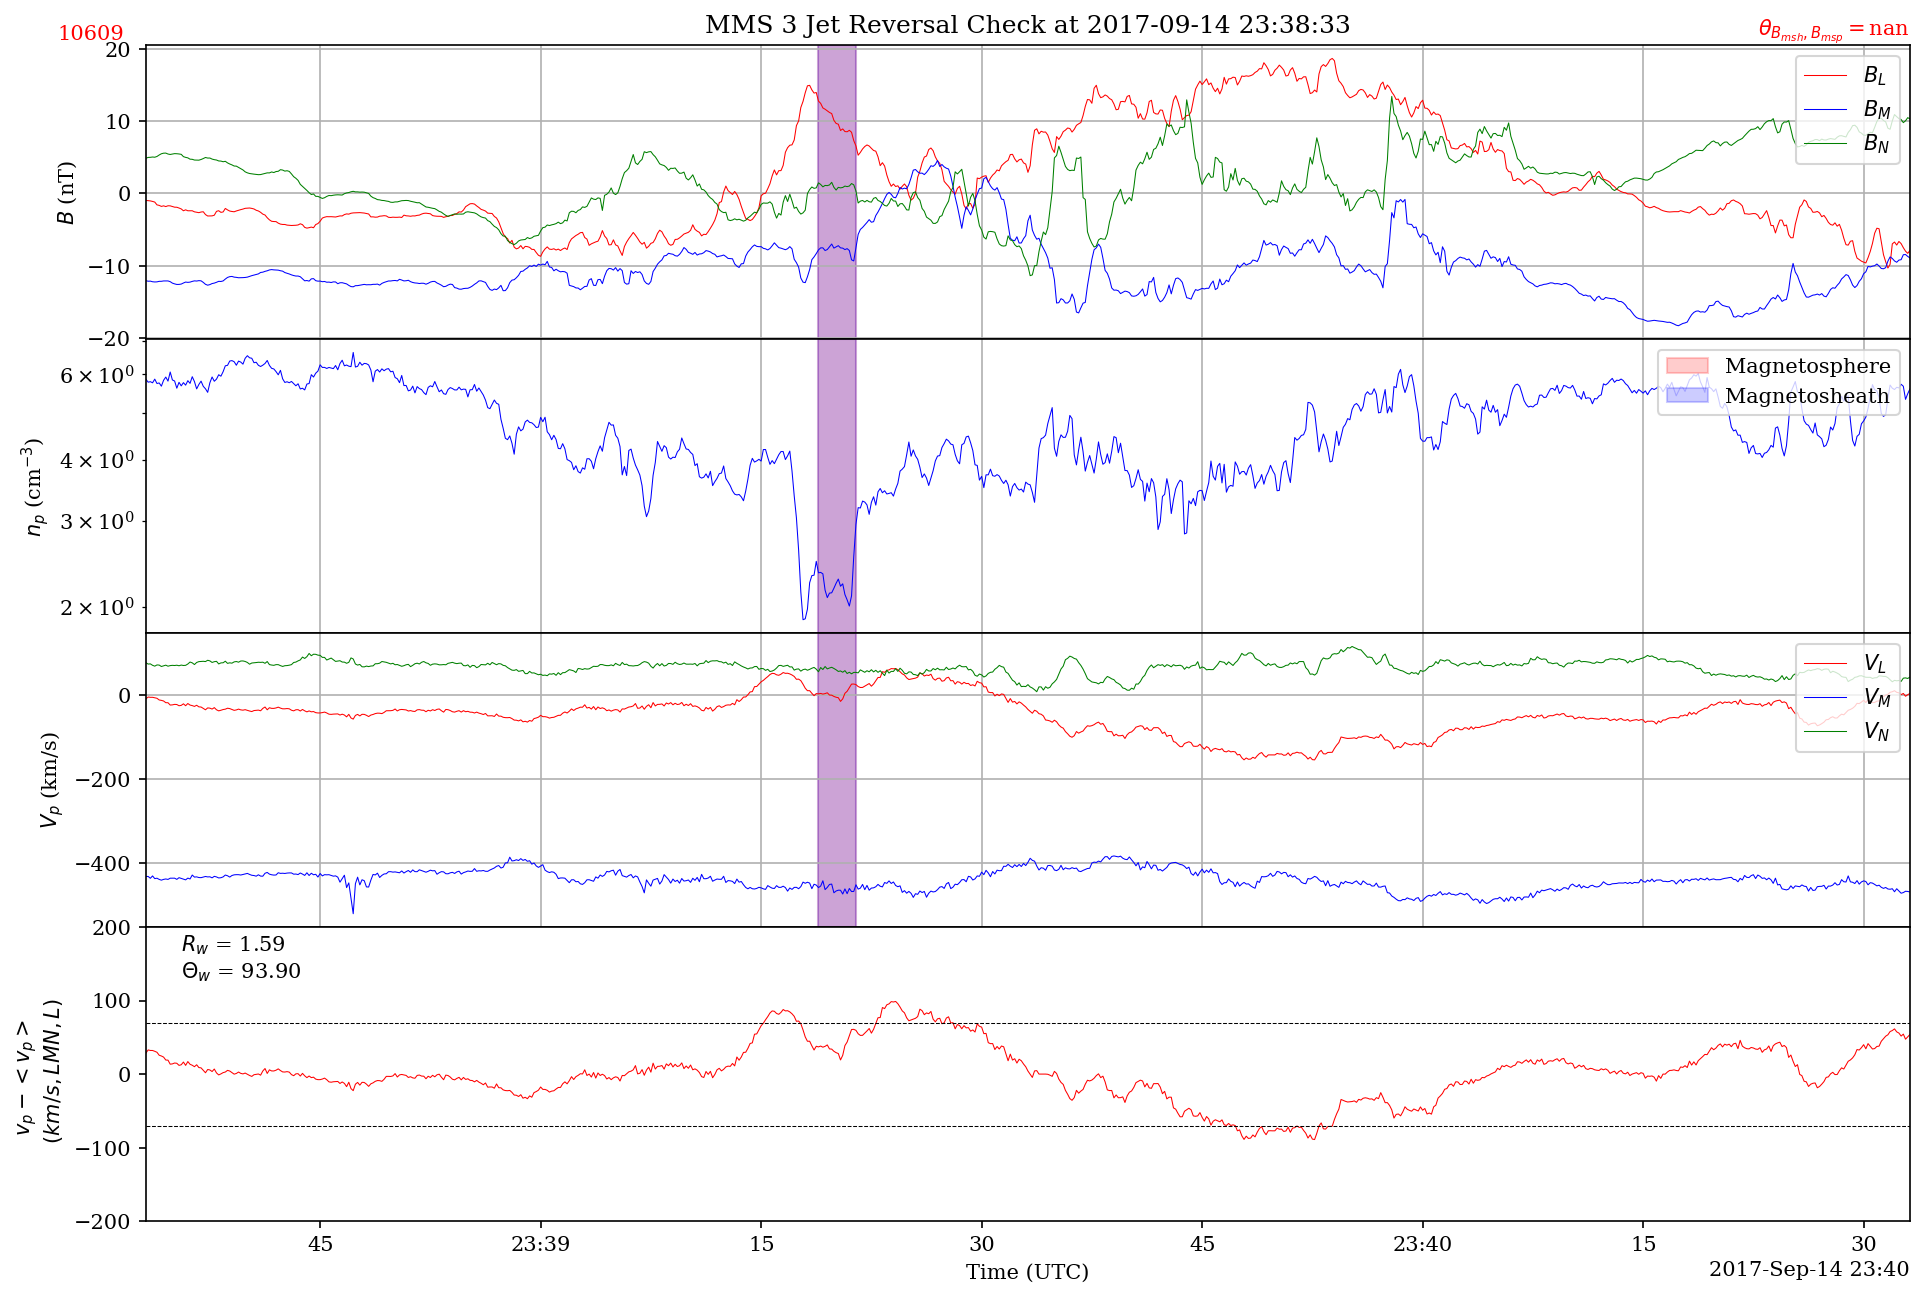 MMS 3 Jet Reversal Check at 2017-09-14 23:38:33
10609
θ_{B_{msh}, B_{msp}} = nan
20
10
0
−10
−20
B (nT)
B_L
B_M
B_N
6 × 10^0
4 × 10^0
3 × 10^0
2 × 10^0
n_p (cm^{−3})
Magnetosphere
Magnetosheath
0
−200
−400
V_p (km/s)
V_L
V_M
V_N
200
100
0
−100
−200
v_p − < v_p >
(km/s, LMN, L)
R_w = 1.59
Θ_w = 93.90
45
23:39
15
30
45
23:40
15
30
Time (UTC)
2017-Sep-14 23:40